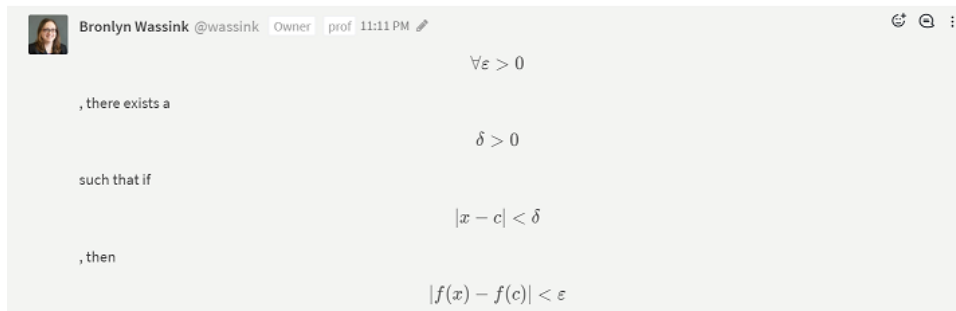 Bronlyn Wassink @wassink Owner prof 11:11 PM
∀ε > 0
, there exists a
δ > 0
such that if
|x − c| < δ
, then
|f(x) − f(c)| < ε